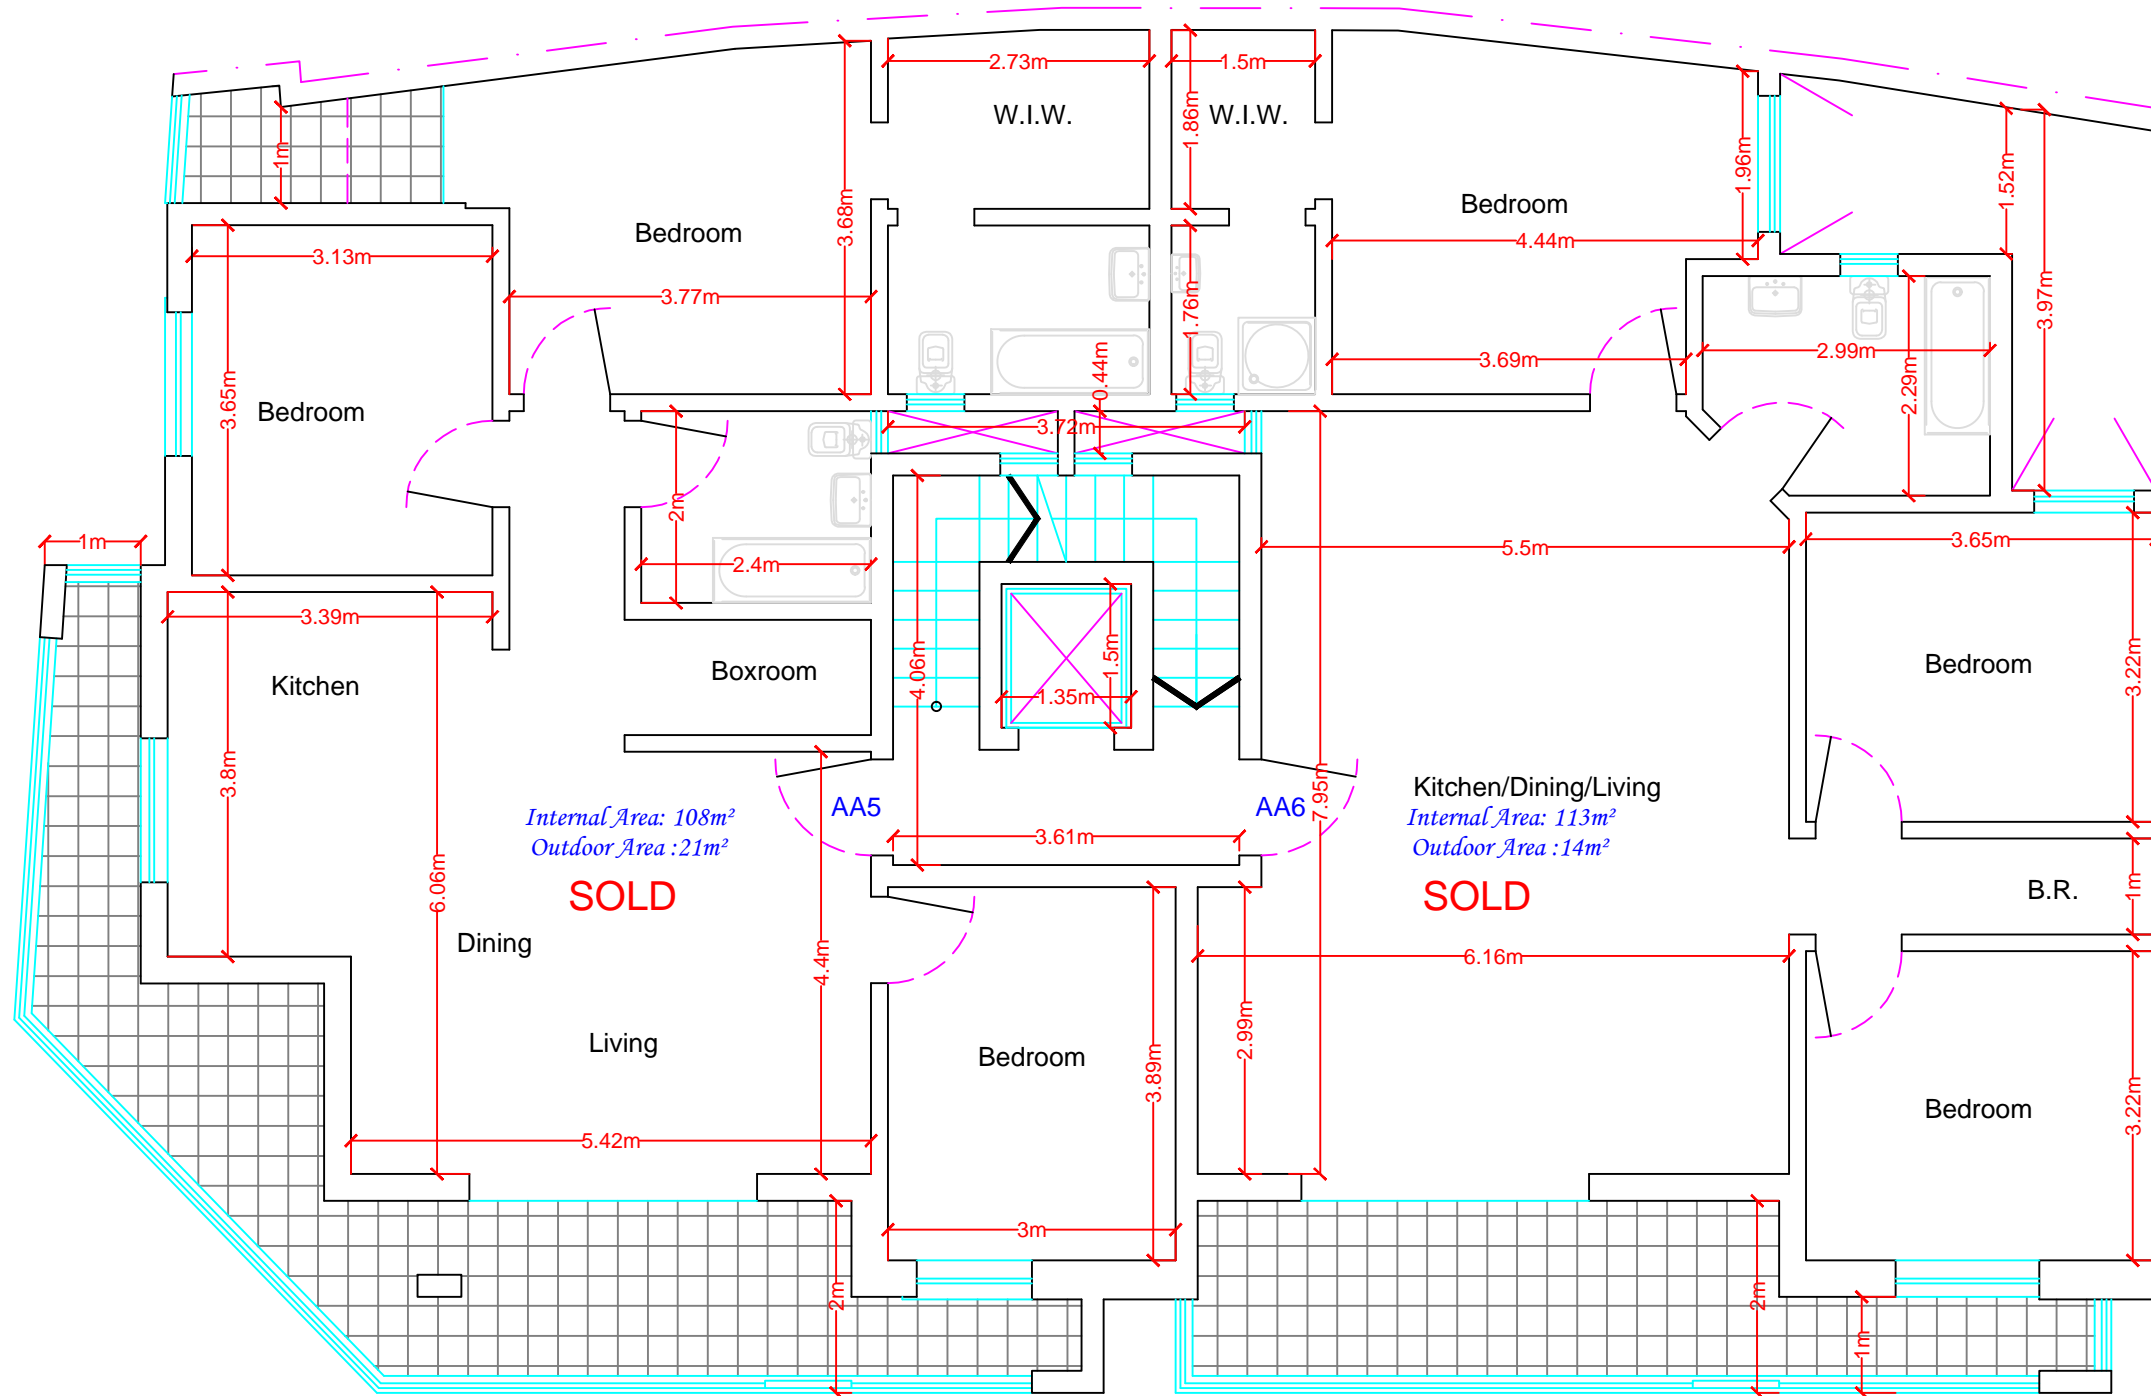 2.73m
1.5m
W.I.W.
W.I.W.
1.86m
1m
1.96m
1.52m
Bedroom
Bedroom
3.68m
4.44m
3.13m
3.77m
1.76m
3.97m
3.69m
2.99m
2.29m
0.44m
3.65m
Bedroom
3.72m
2m
2.4m
1m
5.5m
3.65m
3.39m
4.06m
1.5m
1.35m
Kitchen
Boxroom
Bedroom
3.22m
3.8m
7.95m
Kitchen/Dining/Living
AA5
AA6
Internal Area: 108m²
Outdoor Area :21m²
Internal Area: 113m²
Outdoor Area :14m²
3.61m
SOLD
SOLD
6.06m
B.R.
1m
Dining
4.4m
6.16m
Living
2.99m
Bedroom
3.89m
Bedroom
3.22m
5.42m
3m
2m
2m
1m